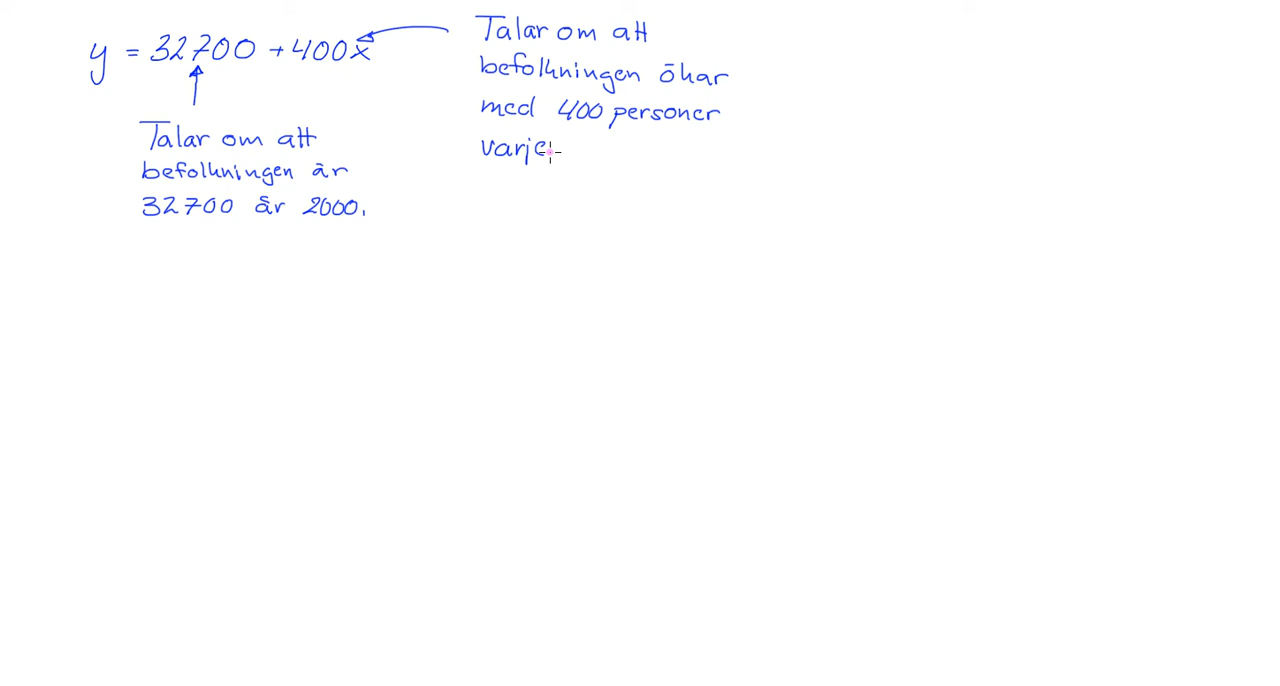 y = 32700 + 400x
Talar om att
befolkningen är
32700 år 2000.
Talar om att
befolkningen ökar
med 400 personer
varje